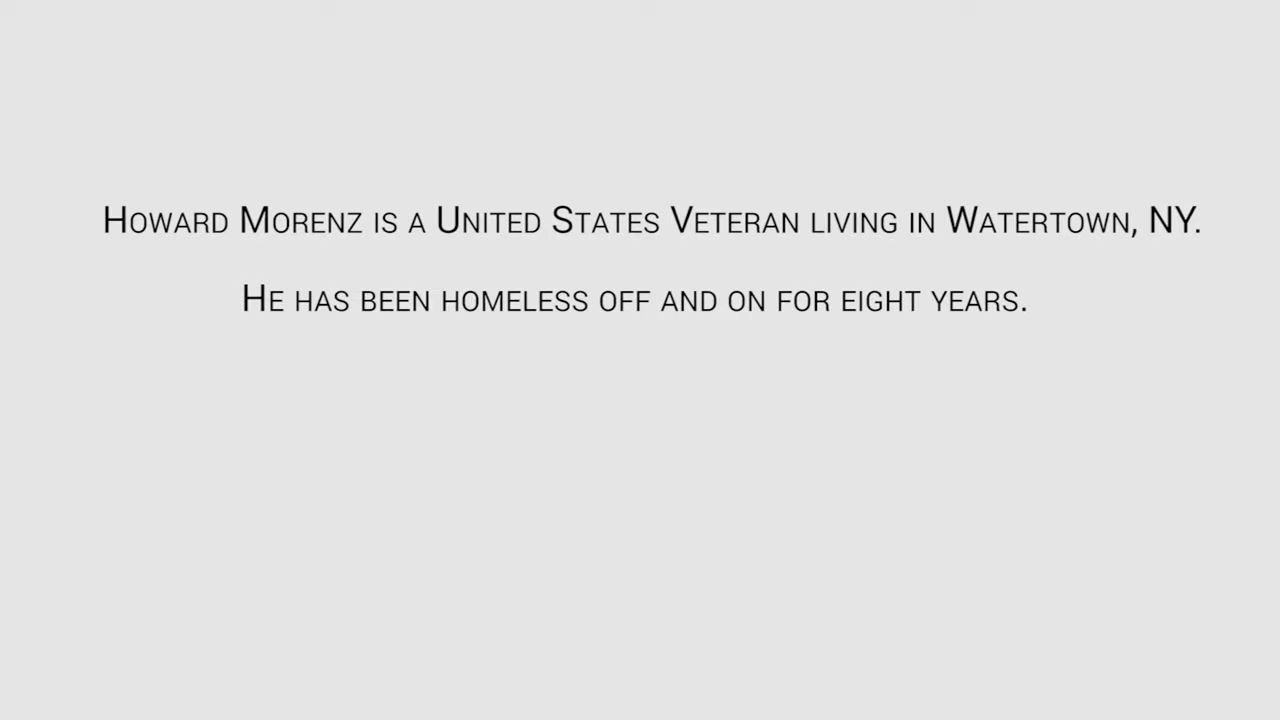 Howard Morenz is a United States Veteran living in Watertown, NY.
He has been homeless off and on for eight years.